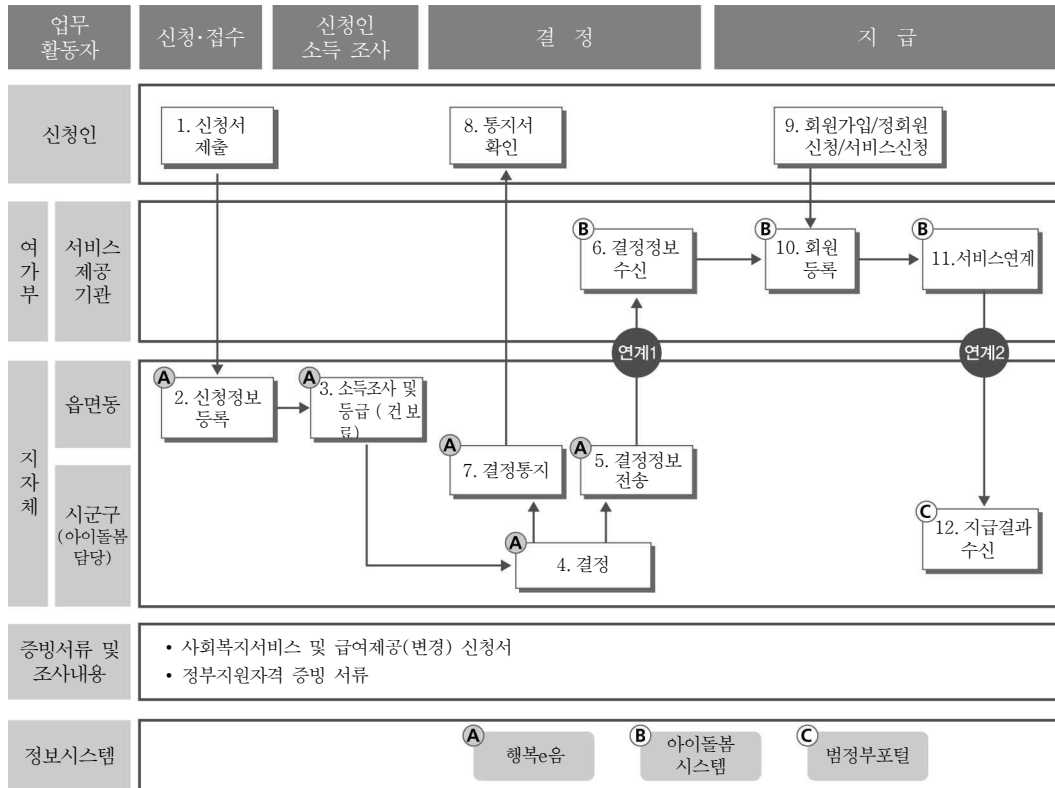 업무
활동자
신청·접수
신청인
소득 조사
결 정
지 급
신청인
1. 신청서
제출
8. 통지서
확인
9. 회원가입/정회원
신청/서비스신청
여
가
부
서비스
제공
기관
B
6. 결정정보
수신
B
10. 회원
등록
B
11.서비스연계
연계1
연계2
지
자
체
읍면동
A
2. 신청정보
등록
A
3. 소득조사 및
등급 ( 건보
료)
A
7. 결정통지
A
5. 결정정보
전송
시군구
(아이돌봄
담당)
A
4. 결정
C
12. 지급결과
수신
증빙서류 및
조사내용
• 사회복지서비스 및 급여제공(변경) 신청서
• 정부지원자격 증빙 서류
정보시스템
A
행복e음
B
아이돌봄
시스템
C
범정부포털